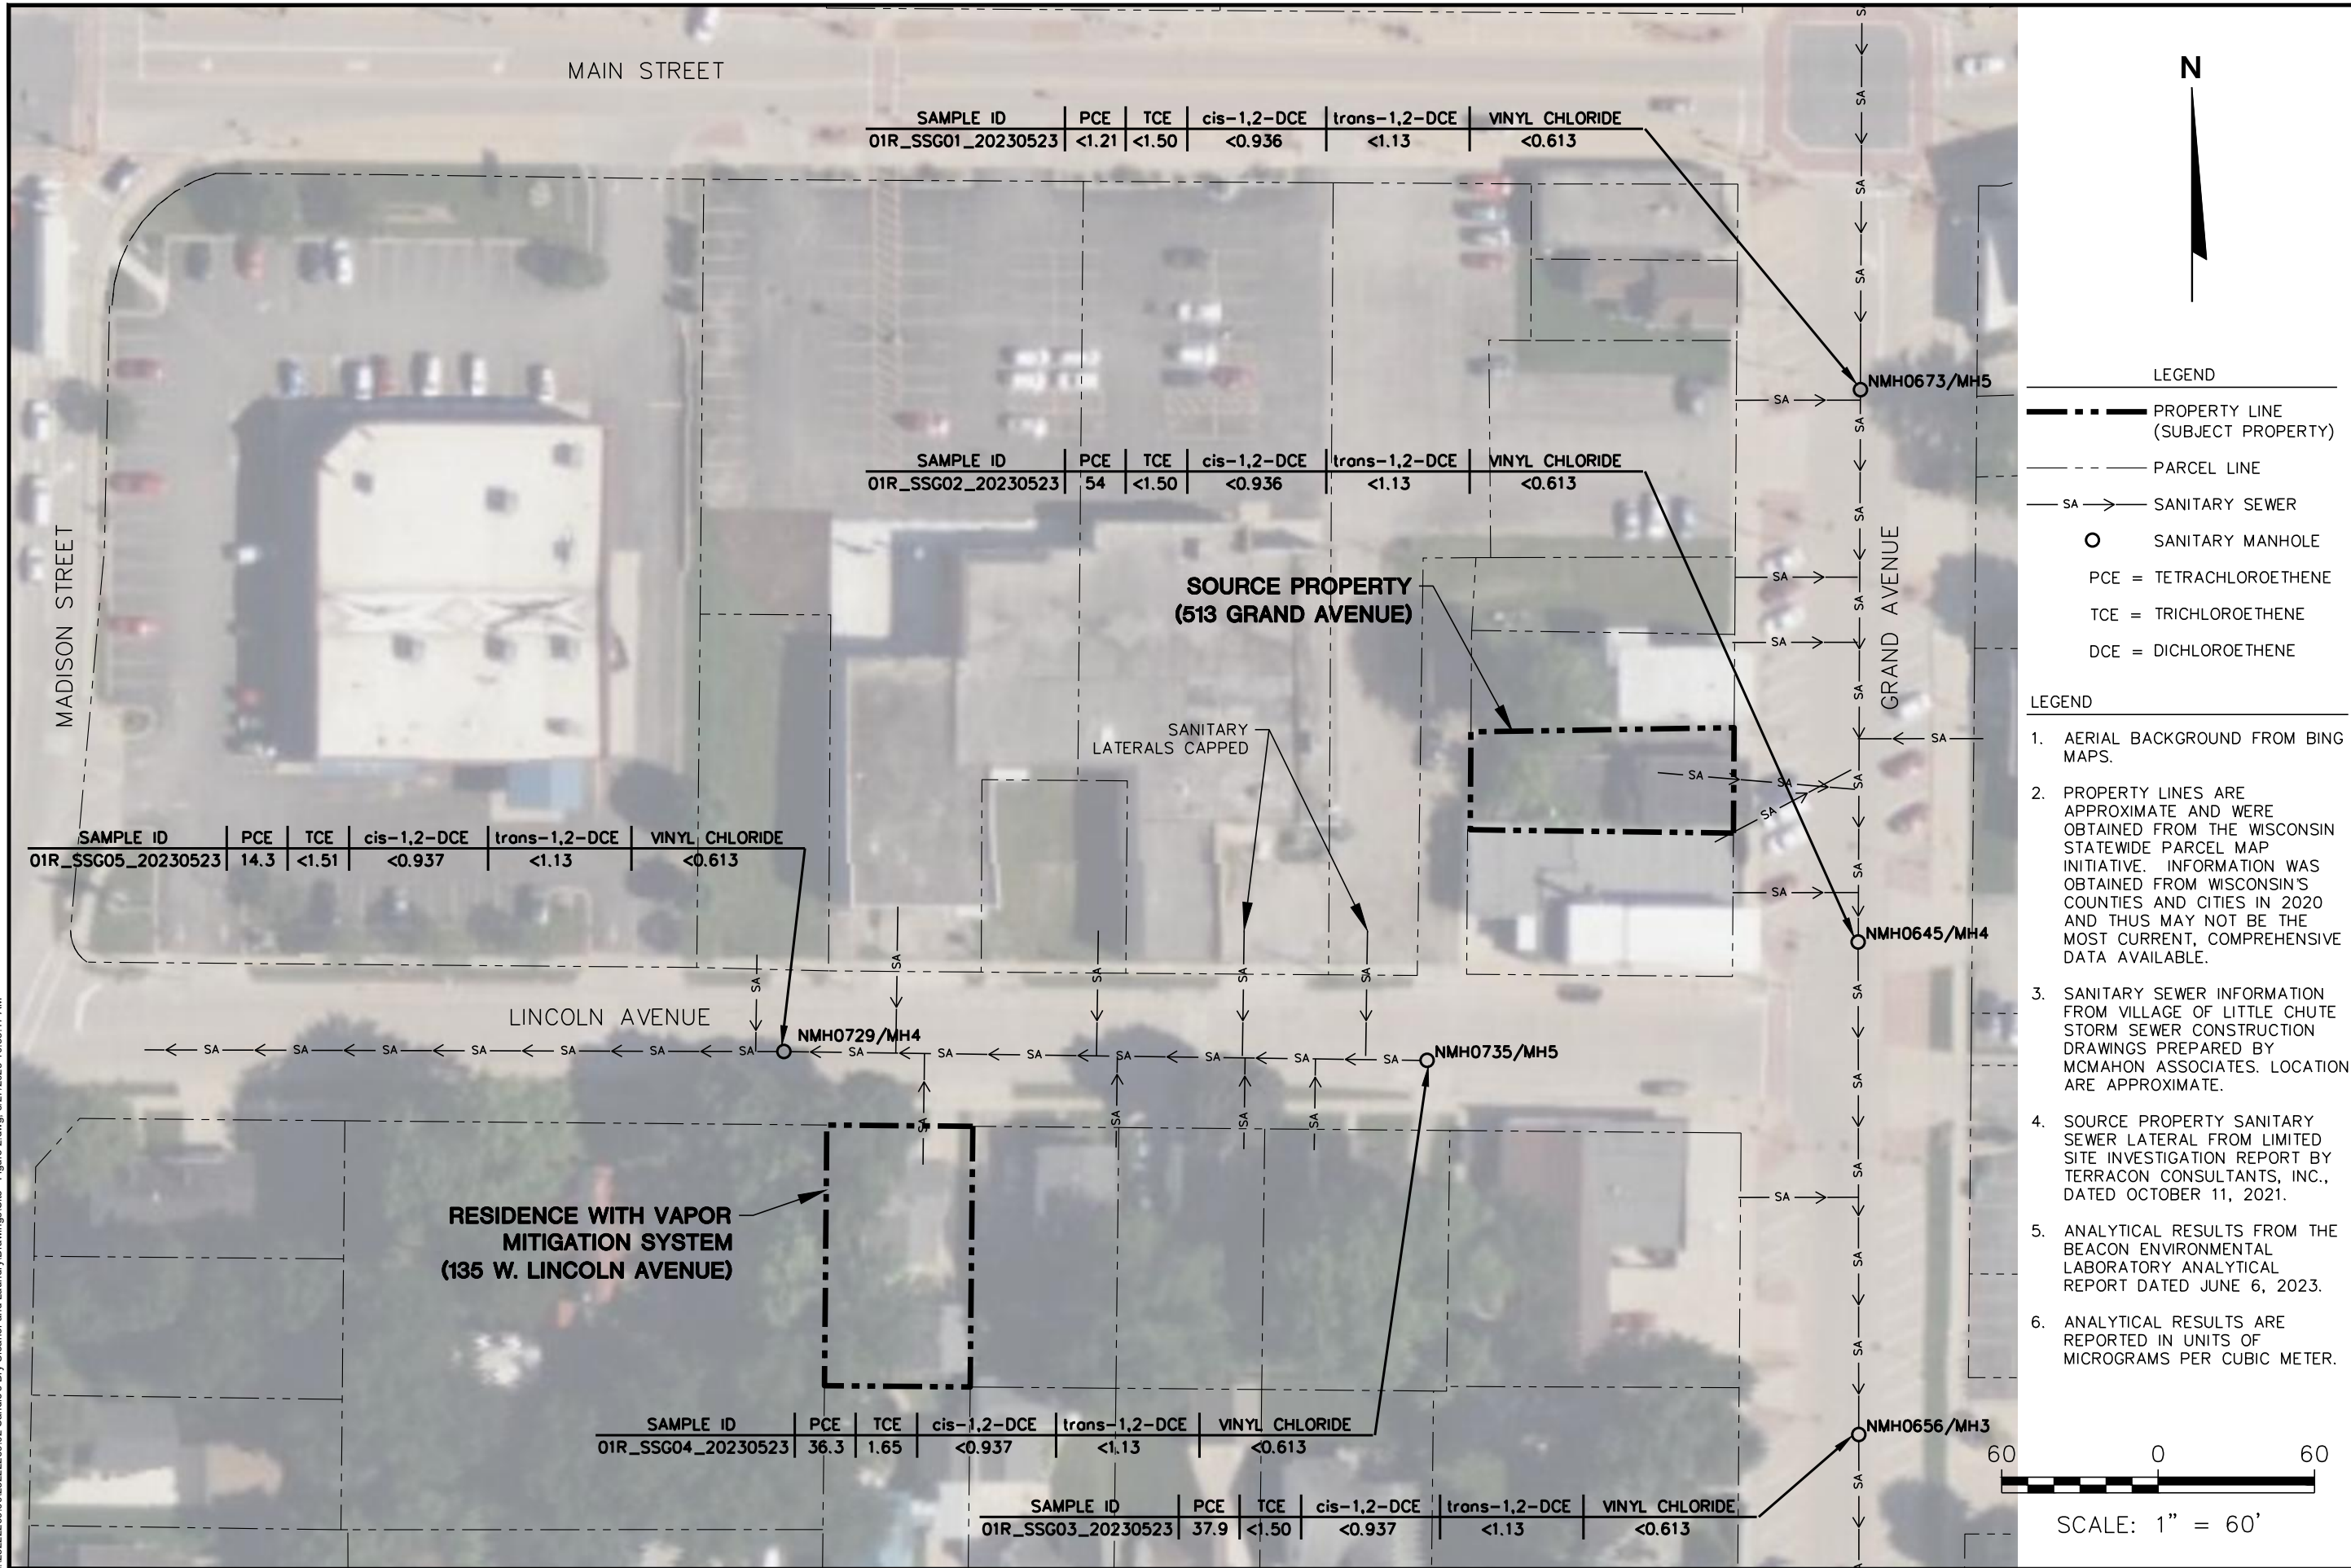 MAIN STREET
SAMPLE ID PCE TCE cis-1,2-DCE trans-1,2-DCE VINYL CHLORIDE
01R_SSG01_20230523 <1.21 <1.50 <0.936 <1.13 <0.613
NMH0673/MH5
SAMPLE ID PCE TCE cis-1,2-DCE trans-1,2-DCE VINYL CHLORIDE
01R_SSG02_20230523 54 <1.50 <0.936 <1.13 <0.613
NMH0645/MH4
SOURCE PROPERTY
(513 GRAND AVENUE)
GRAND AVENUE
MADISON STREET
SANITARY
LATERALS CAPPED
SAMPLE ID PCE TCE cis-1,2-DCE trans-1,2-DCE VINYL CHLORIDE
01R_SSG05_20230523 14.3 <1.51 <0.937 <1.13 <0.613
LINCOLN AVENUE
NMH0729/MH4
NMH0735/MH5
SA SA SA SA SA SA SA SA SA SA SA SA SA SA
RESIDENCE WITH VAPOR
MITIGATION SYSTEM
(135 W. LINCOLN AVENUE)
SAMPLE ID PCE TCE cis-1,2-DCE trans-1,2-DCE VINYL CHLORIDE
01R_SSG04_20230523 36.3 1.65 <0.937 <1.13 <0.613
NMH0656/MH3
SAMPLE ID PCE TCE cis-1,2-DCE trans-1,2-DCE VINYL CHLORIDE
01R_SSG03_20230523 37.9 <1.50 <0.937 <1.13 <0.613
N
LEGEND
PROPERTY LINE
(SUBJECT PROPERTY)
PARCEL LINE
SA SANITARY SEWER
SANITARY MANHOLE
PCE = TETRACHLOROETHENE
TCE = TRICHLOROETHENE
DCE = DICHLOROETHENE
LEGEND
1. AERIAL BACKGROUND FROM BING
MAPS.
2. PROPERTY LINES ARE
APPROXIMATE AND WERE
OBTAINED FROM THE WISCONSIN
STATEWIDE PARCEL MAP
INITIATIVE. INFORMATION WAS
OBTAINED FROM WISCONSIN'S
COUNTIES AND CITIES IN 2020
AND THUS MAY NOT BE THE
MOST CURRENT, COMPREHENSIVE
DATA AVAILABLE.
3. SANITARY SEWER INFORMATION
FROM VILLAGE OF LITTLE CHUTE
STORM SEWER CONSTRUCTION
DRAWINGS PREPARED BY
MCMAHON ASSOCIATES. LOCATION
ARE APPROXIMATE.
4. SOURCE PROPERTY SANITARY
SEWER LATERAL FROM LIMITED
SITE INVESTIGATION REPORT BY
TERRACON CONSULTANTS, INC.,
DATED OCTOBER 11, 2021.
5. ANALYTICAL RESULTS FROM THE
BEACON ENVIRONMENTAL
LABORATORY ANALYTICAL
REPORT DATED JUNE 6, 2023.
6. ANALYTICAL RESULTS ARE
REPORTED IN UNITS OF
MICROGRAMS PER CUBIC METER.
60 0 60
SCALE: 1" = 60'